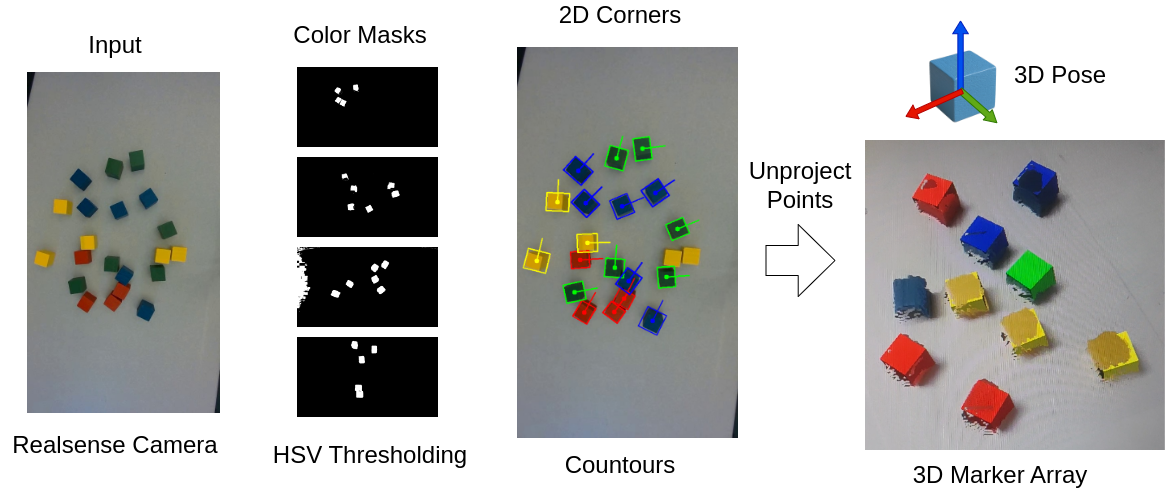 Input
Realsense Camera
Color Masks
HSV Thresholding
2D Corners
Countours
Unproject
Points
3D Pose
3D Marker Array